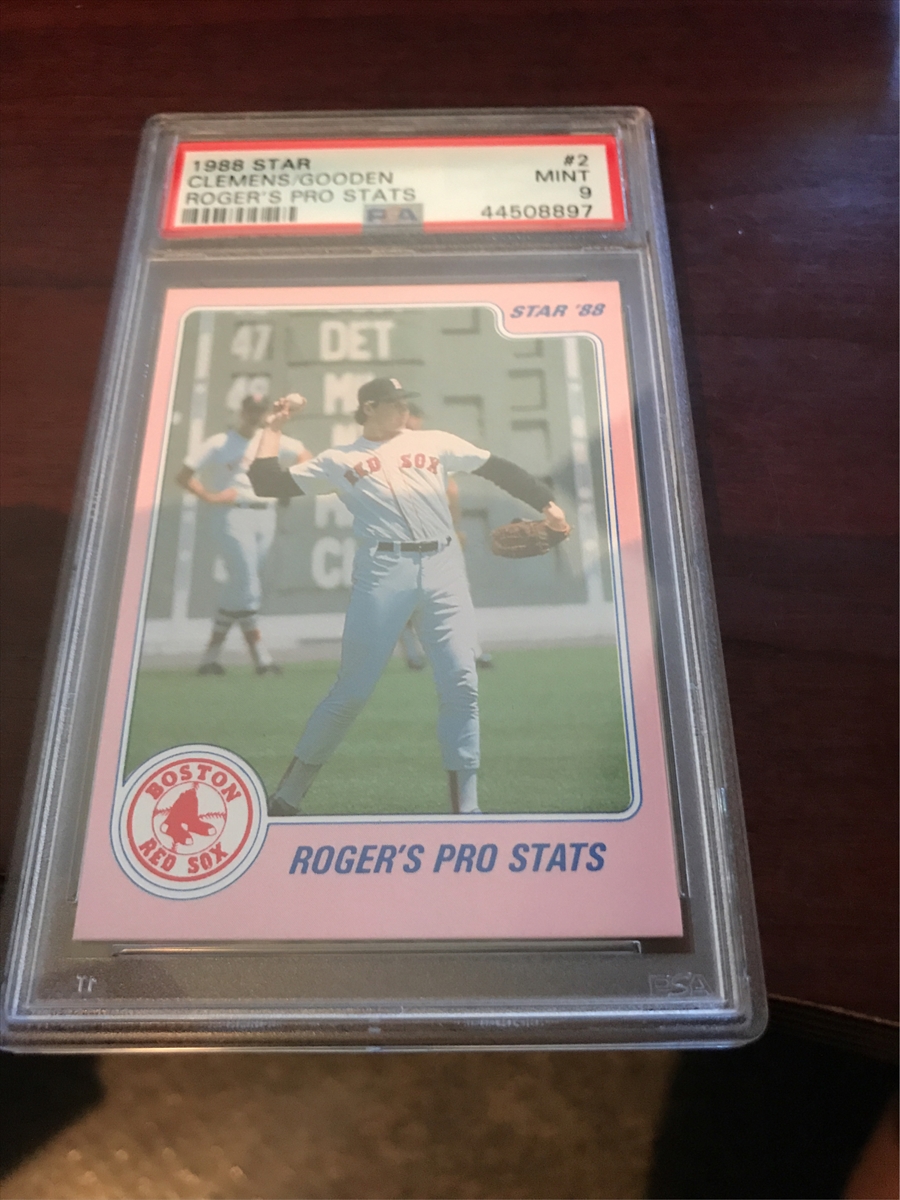 1988 STAR #2
CLEMENS/GOODEN MINT
ROGER'S PRO STATS 9
PSA 44508897
STAR '88
47 DET
48
RED SOX
BOSTON
RED SOX
ROGER'S PRO STATS
PSA